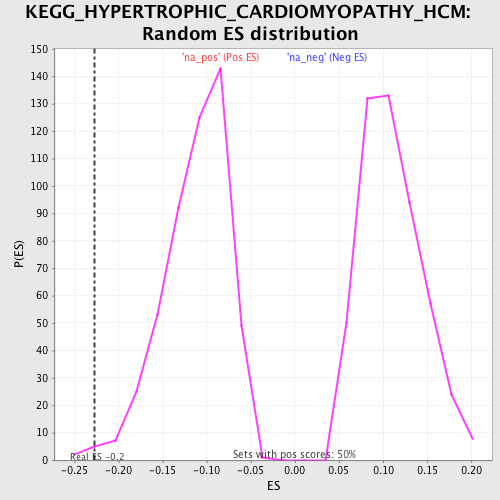 KEGG_HYPERTROPHIC_CARDIOMYOPATHY_HCM:
Random ES distribution
'na_pos' (Pos ES) 'na_neg' (Neg ES)
150
140
130
120
110
100
90
80
70
60
50
40
30
20
10
0
P(ES)
Real ES -0.2
Sets with pos scores: 50%
-0.25 -0.20 -0.15 -0.10 -0.05 0.00 0.05 0.10 0.15 0.20
ES